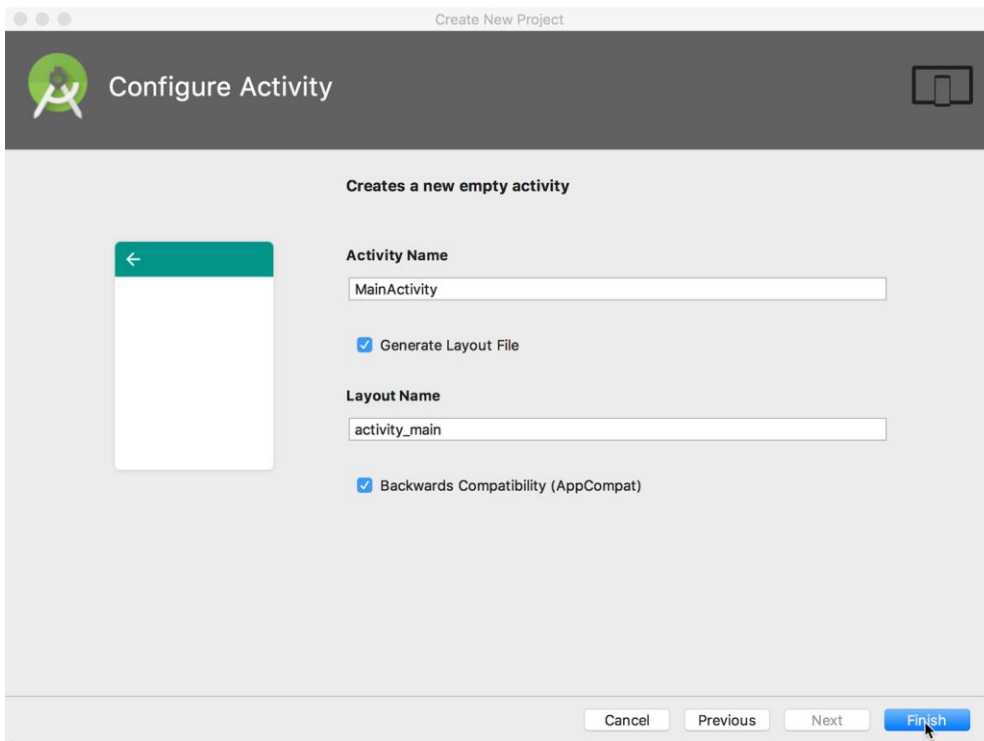 Create New Project
Configure Activity
Creates a new empty activity
Activity Name
MainActivity
Generate Layout File
Layout Name
activity_main
Backwards Compatibility (AppCompat)
Cancel Previous Next Finish